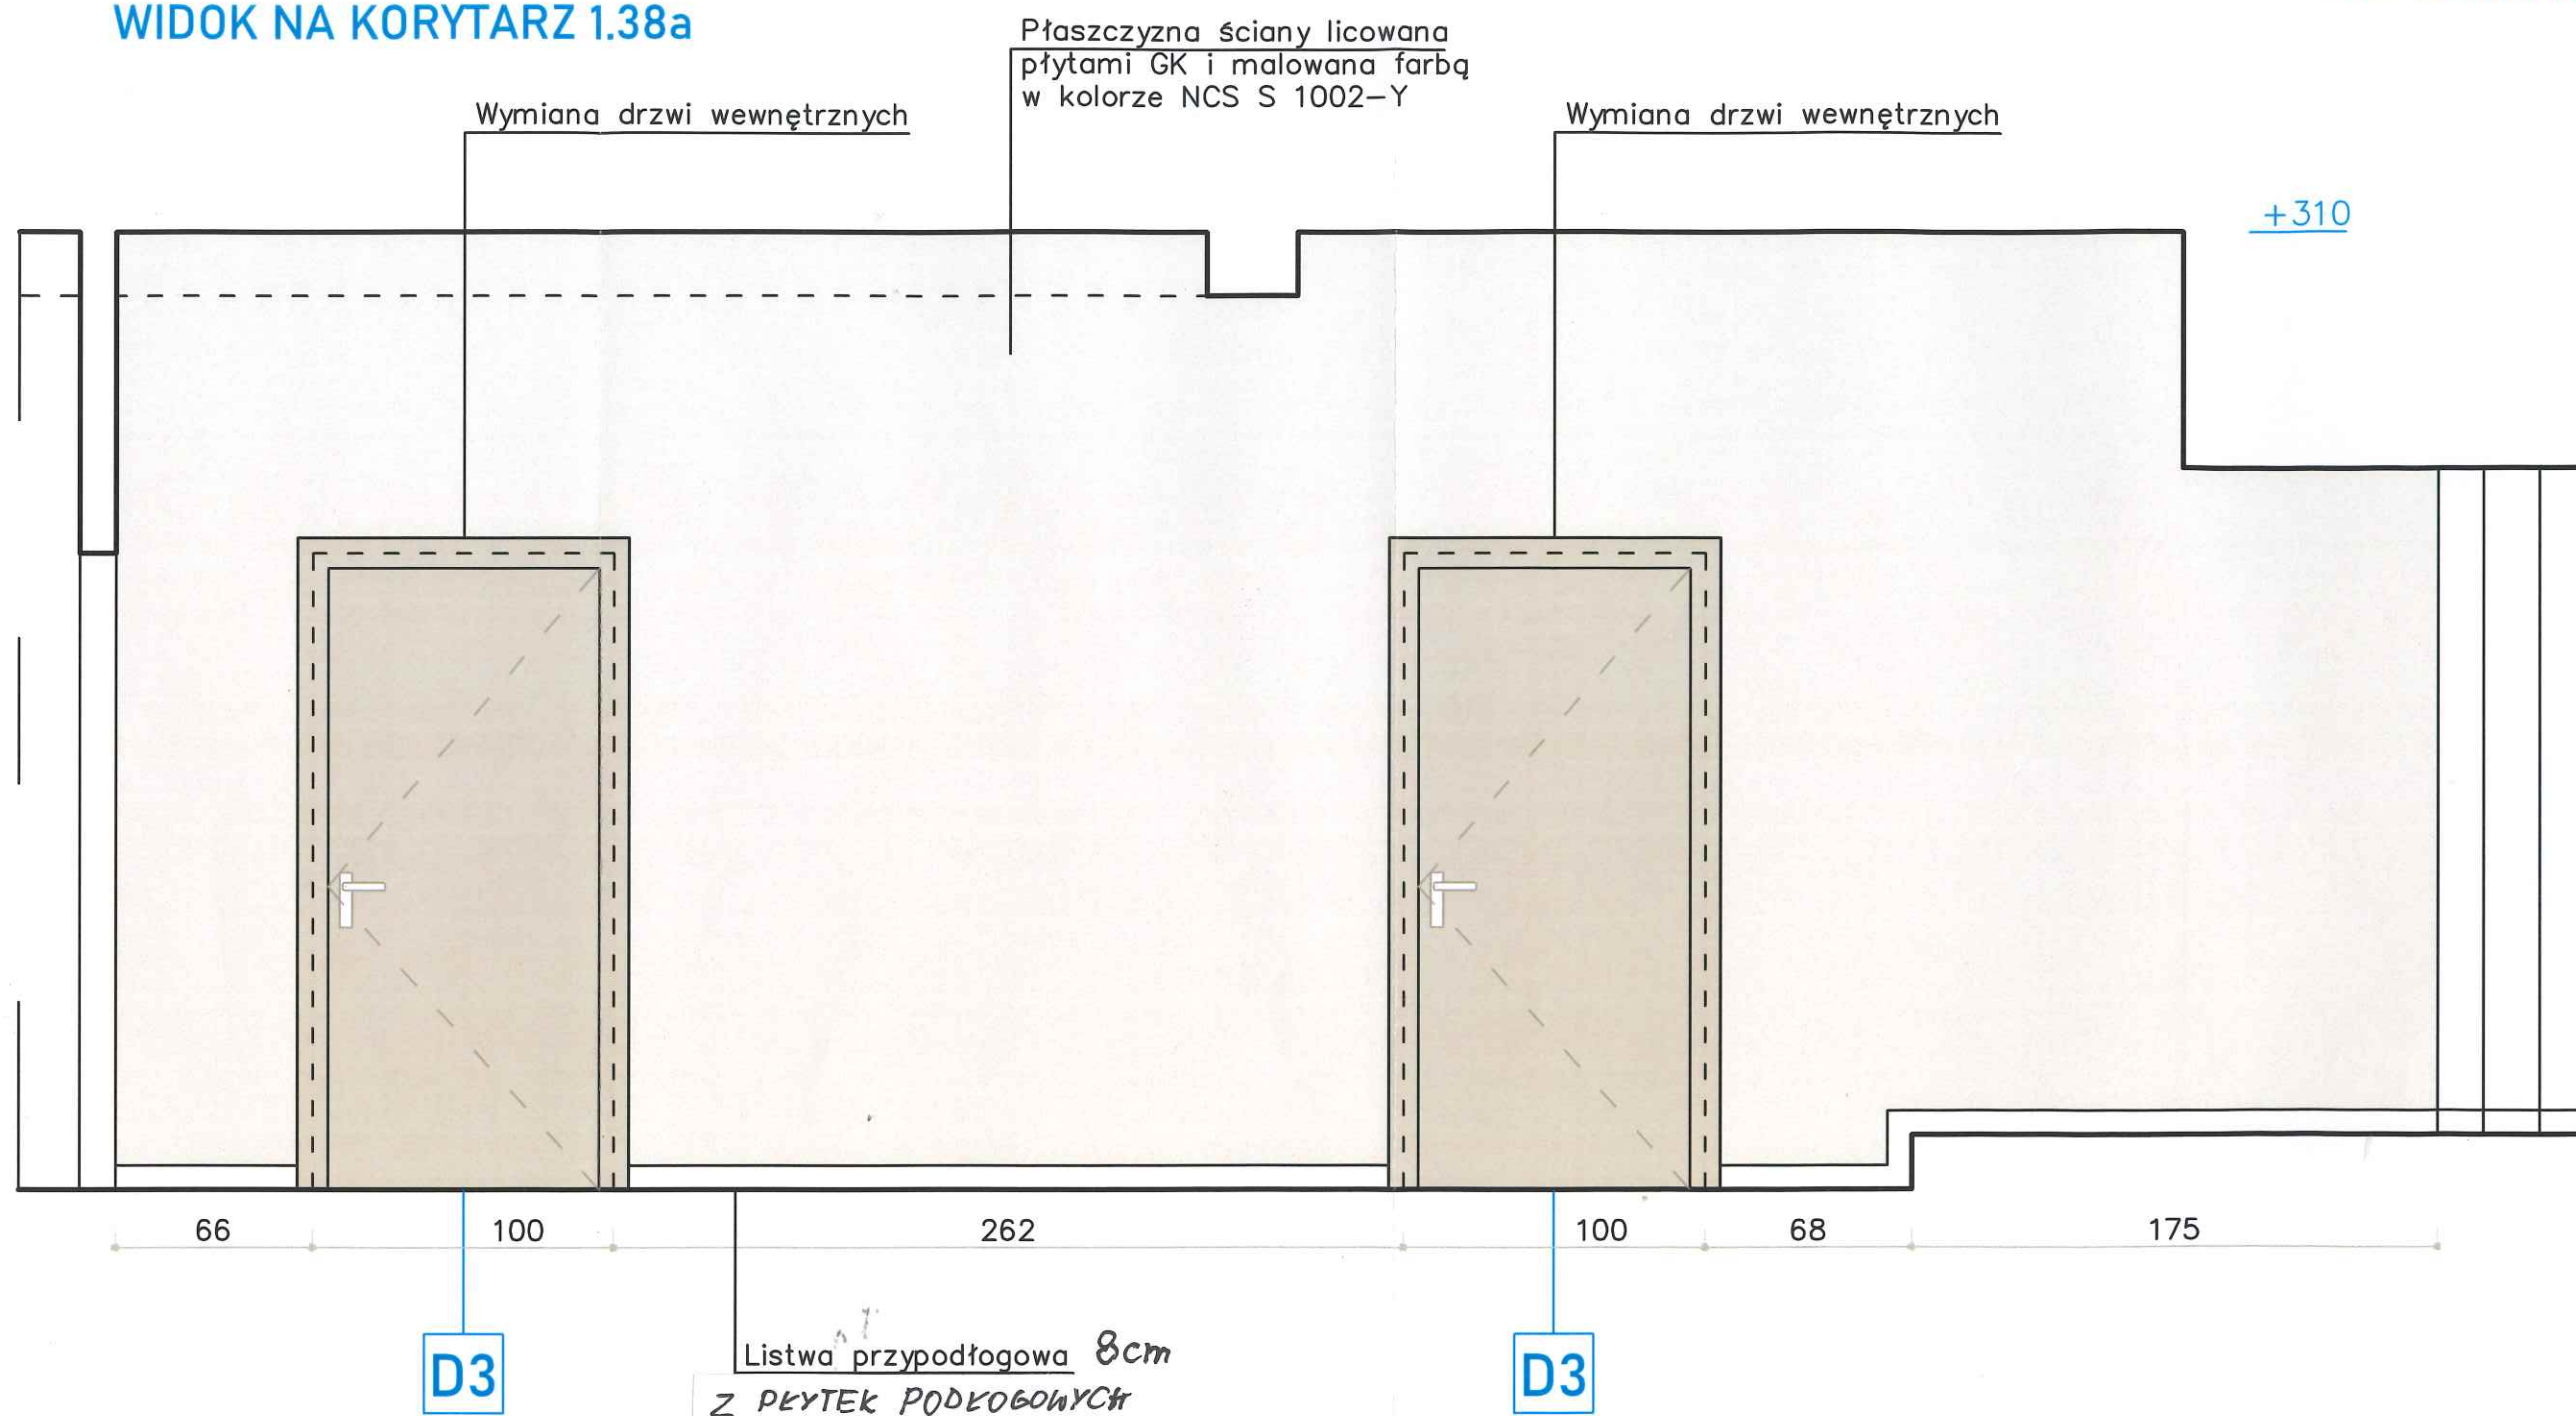 WIDOK NA KORYTARZ 1.38a
Płaszczyzna ściany licowana
płytami GK i malowana farbą
w kolorze NCS S 1002-Y
Wymiana drzwi wewnętrznych
Wymiana drzwi wewnętrznych
+310
66
100
262
100
68
175
Listwa przypodłogowa 8cm
Z PŁYTEK PODŁOGOWYCH
D3
D3